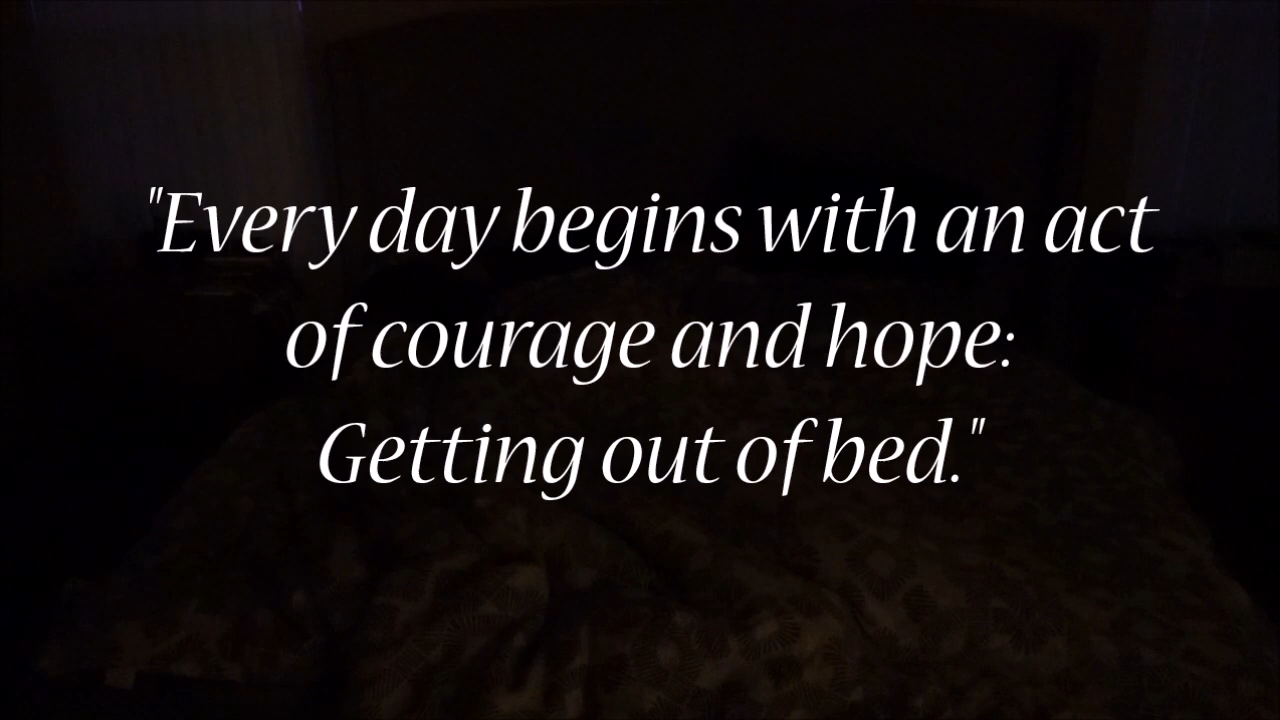 "Every day begins with an act
of courage and hope:
Getting out of bed."